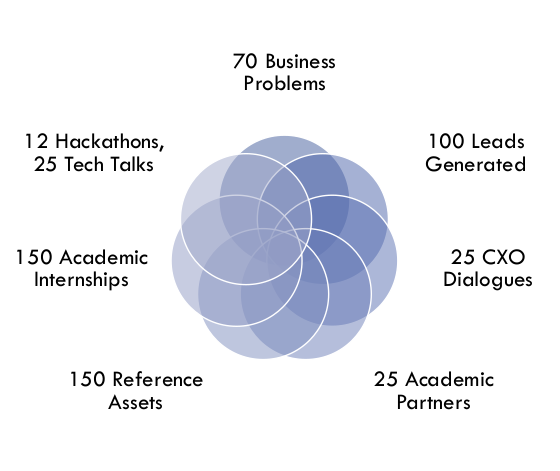 70 Business
Problems
100 Leads
Generated
25 CXO
Dialogues
25 Academic
Partners
150 Reference
Assets
150 Academic
Internships
12 Hackathons,
25 Tech Talks